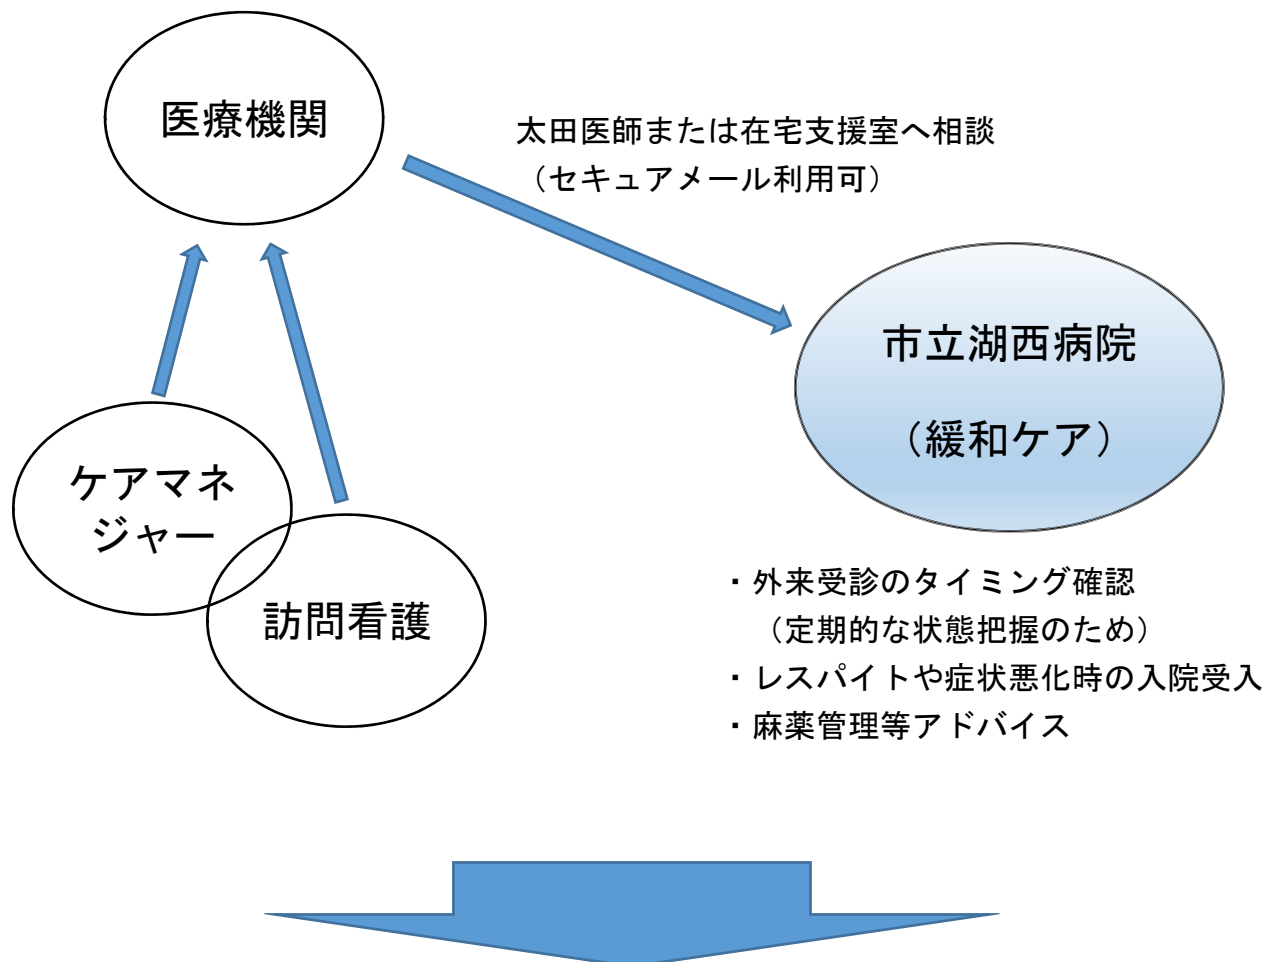 医療機関
太田医師または在宅支援室へ相談
（セキュアメール利用可）
市立湖西病院
（緩和ケア）
ケアマネ
ジャー
訪問看護
・外来受診のタイミング確認
（定期的な状態把握のため）
・レスパイトや症状悪化時の入院受入
・麻薬管理等アドバイス